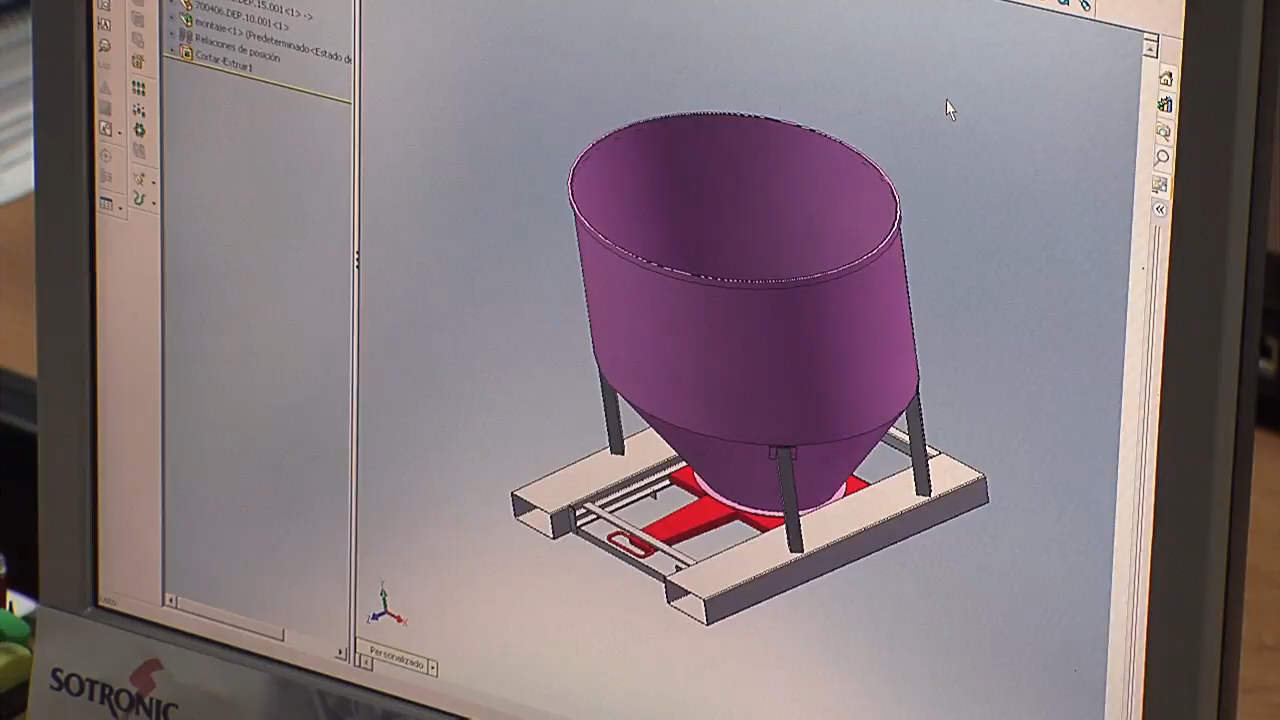 700406.DEP.15.001<1> ->
700406.DEP.10.001<1>
montaje<1> (Predeterminado<Estado de
Relaciones de posición
Cortar-Extruir1
Y
Z
X
Listo
Personalizado
SOTRONIC